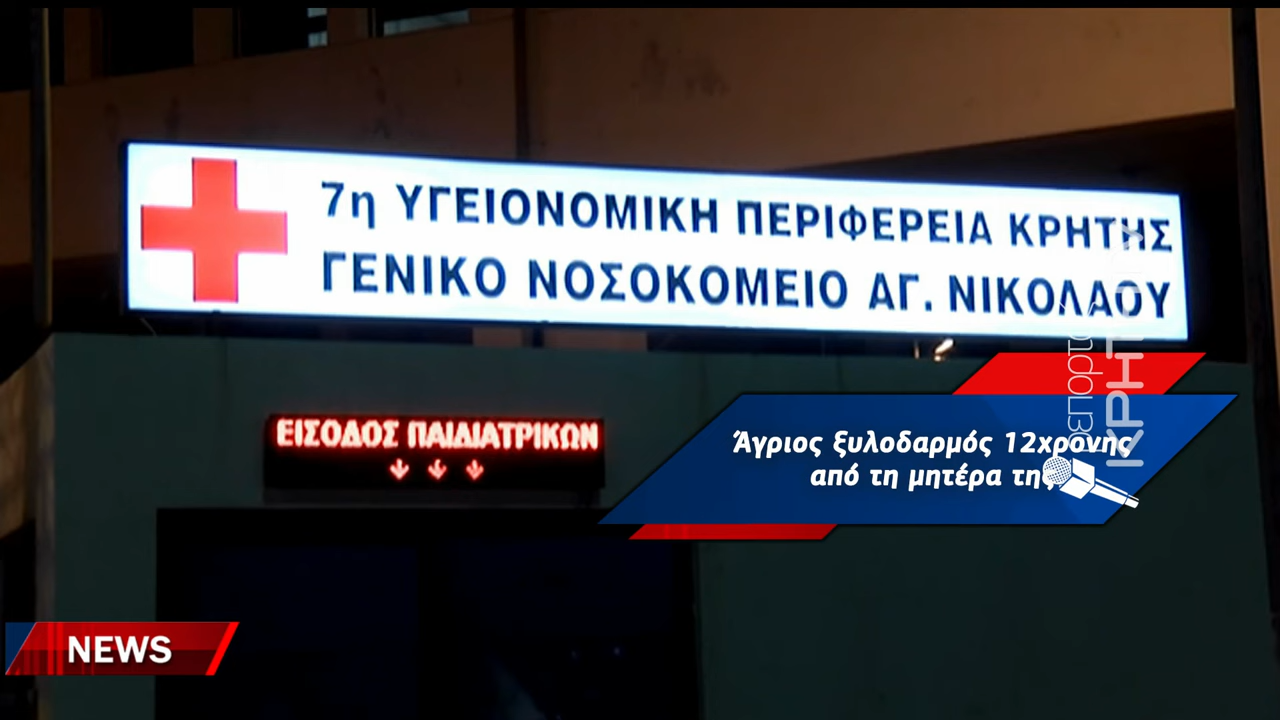 7η ΥΓΕΙΟΝΟΜΙΚΗ ΠΕΡΙΦΕΡΕΙΑ ΚΡΗΤΗΣ
ΓΕΝΙΚΟ ΝΟΣΟΚΟΜΕΙΟ ΑΓ. ΝΙΚΟΛΑΟΥ
ΕΙΣΟΔΟΣ ΠΑΙΔΙΑΤΡΙΚΩΝ
Άγριος ξυλοδαρμός 12χρονης
από τη μητέρα της
NEWS